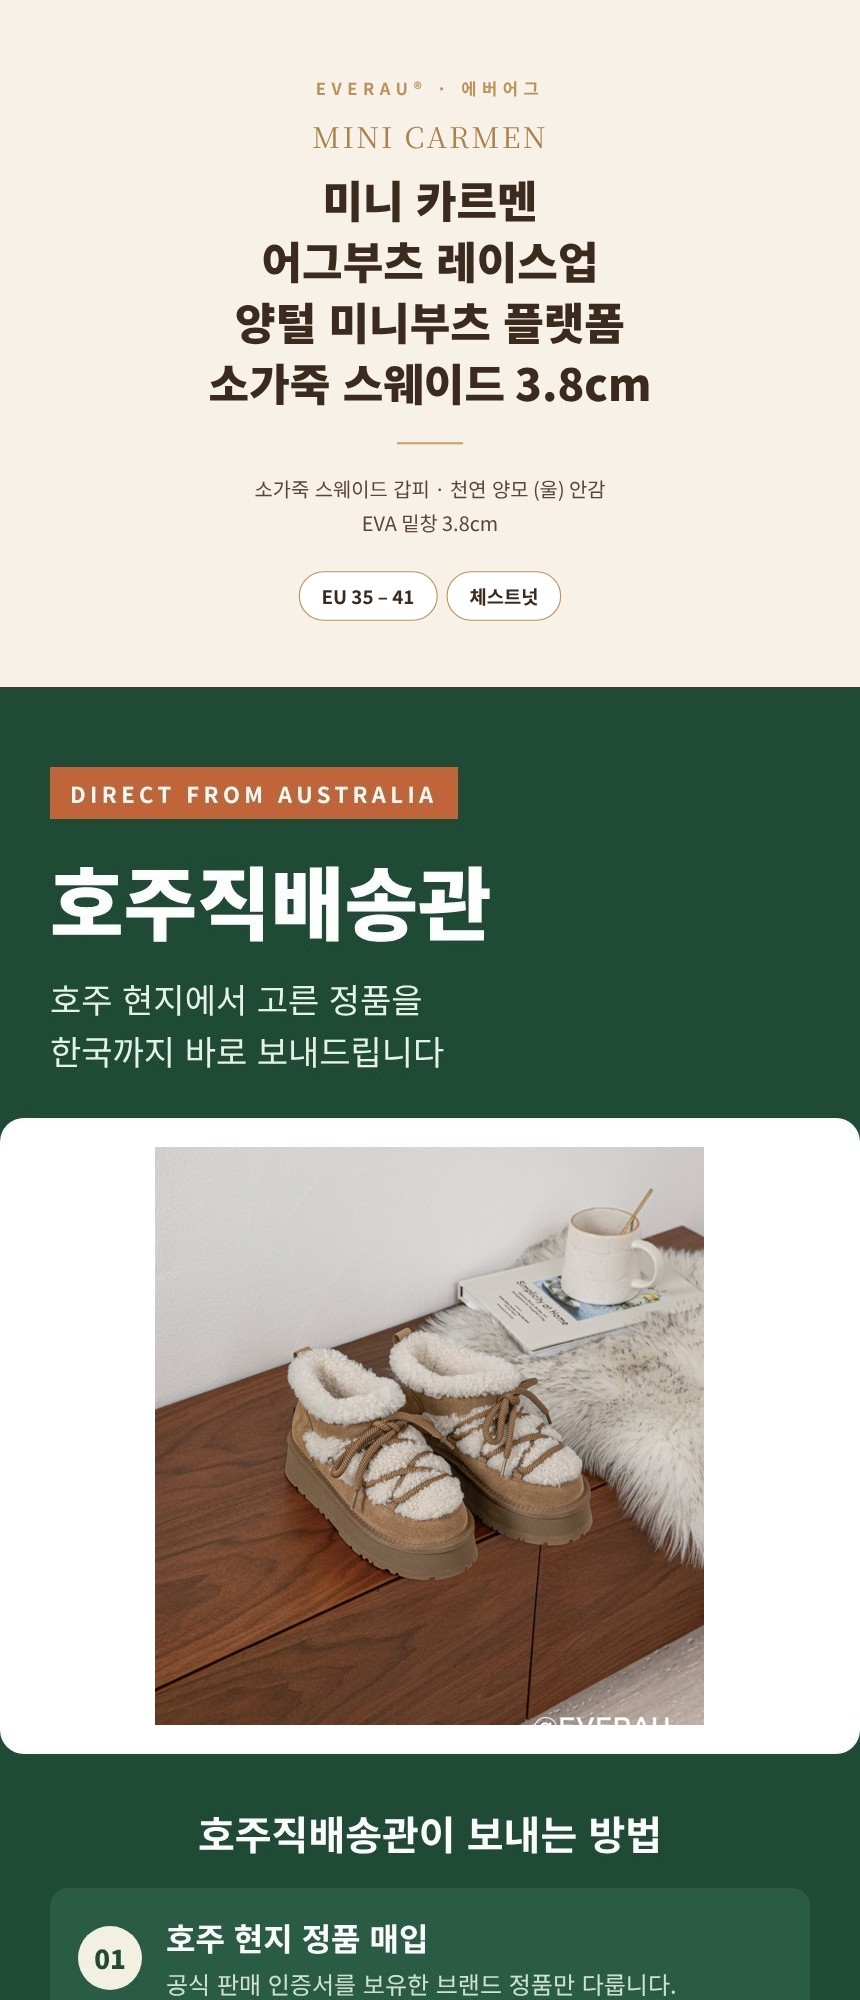 EVERAU® · 에버어그
MINI CARMEN
미니 카르멘
어그부츠 레이스업
양털 미니부츠 플랫폼
소가죽 스웨이드 3.8cm
소가죽 스웨이드 갑피 · 천연 양모 (울) 안감
EVA 밑창 3.8cm
EU 35 – 41
체스트넛
DIRECT FROM AUSTRALIA
호주직배송관
호주 현지에서 고른 정품을
한국까지 바로 보내드립니다
Simplicity at Home
@EVERAU
호주직배송관이 보내는 방법
01
호주 현지 정품 매입
공식 판매 인증서를 보유한 브랜드 정품만 다룹니다.